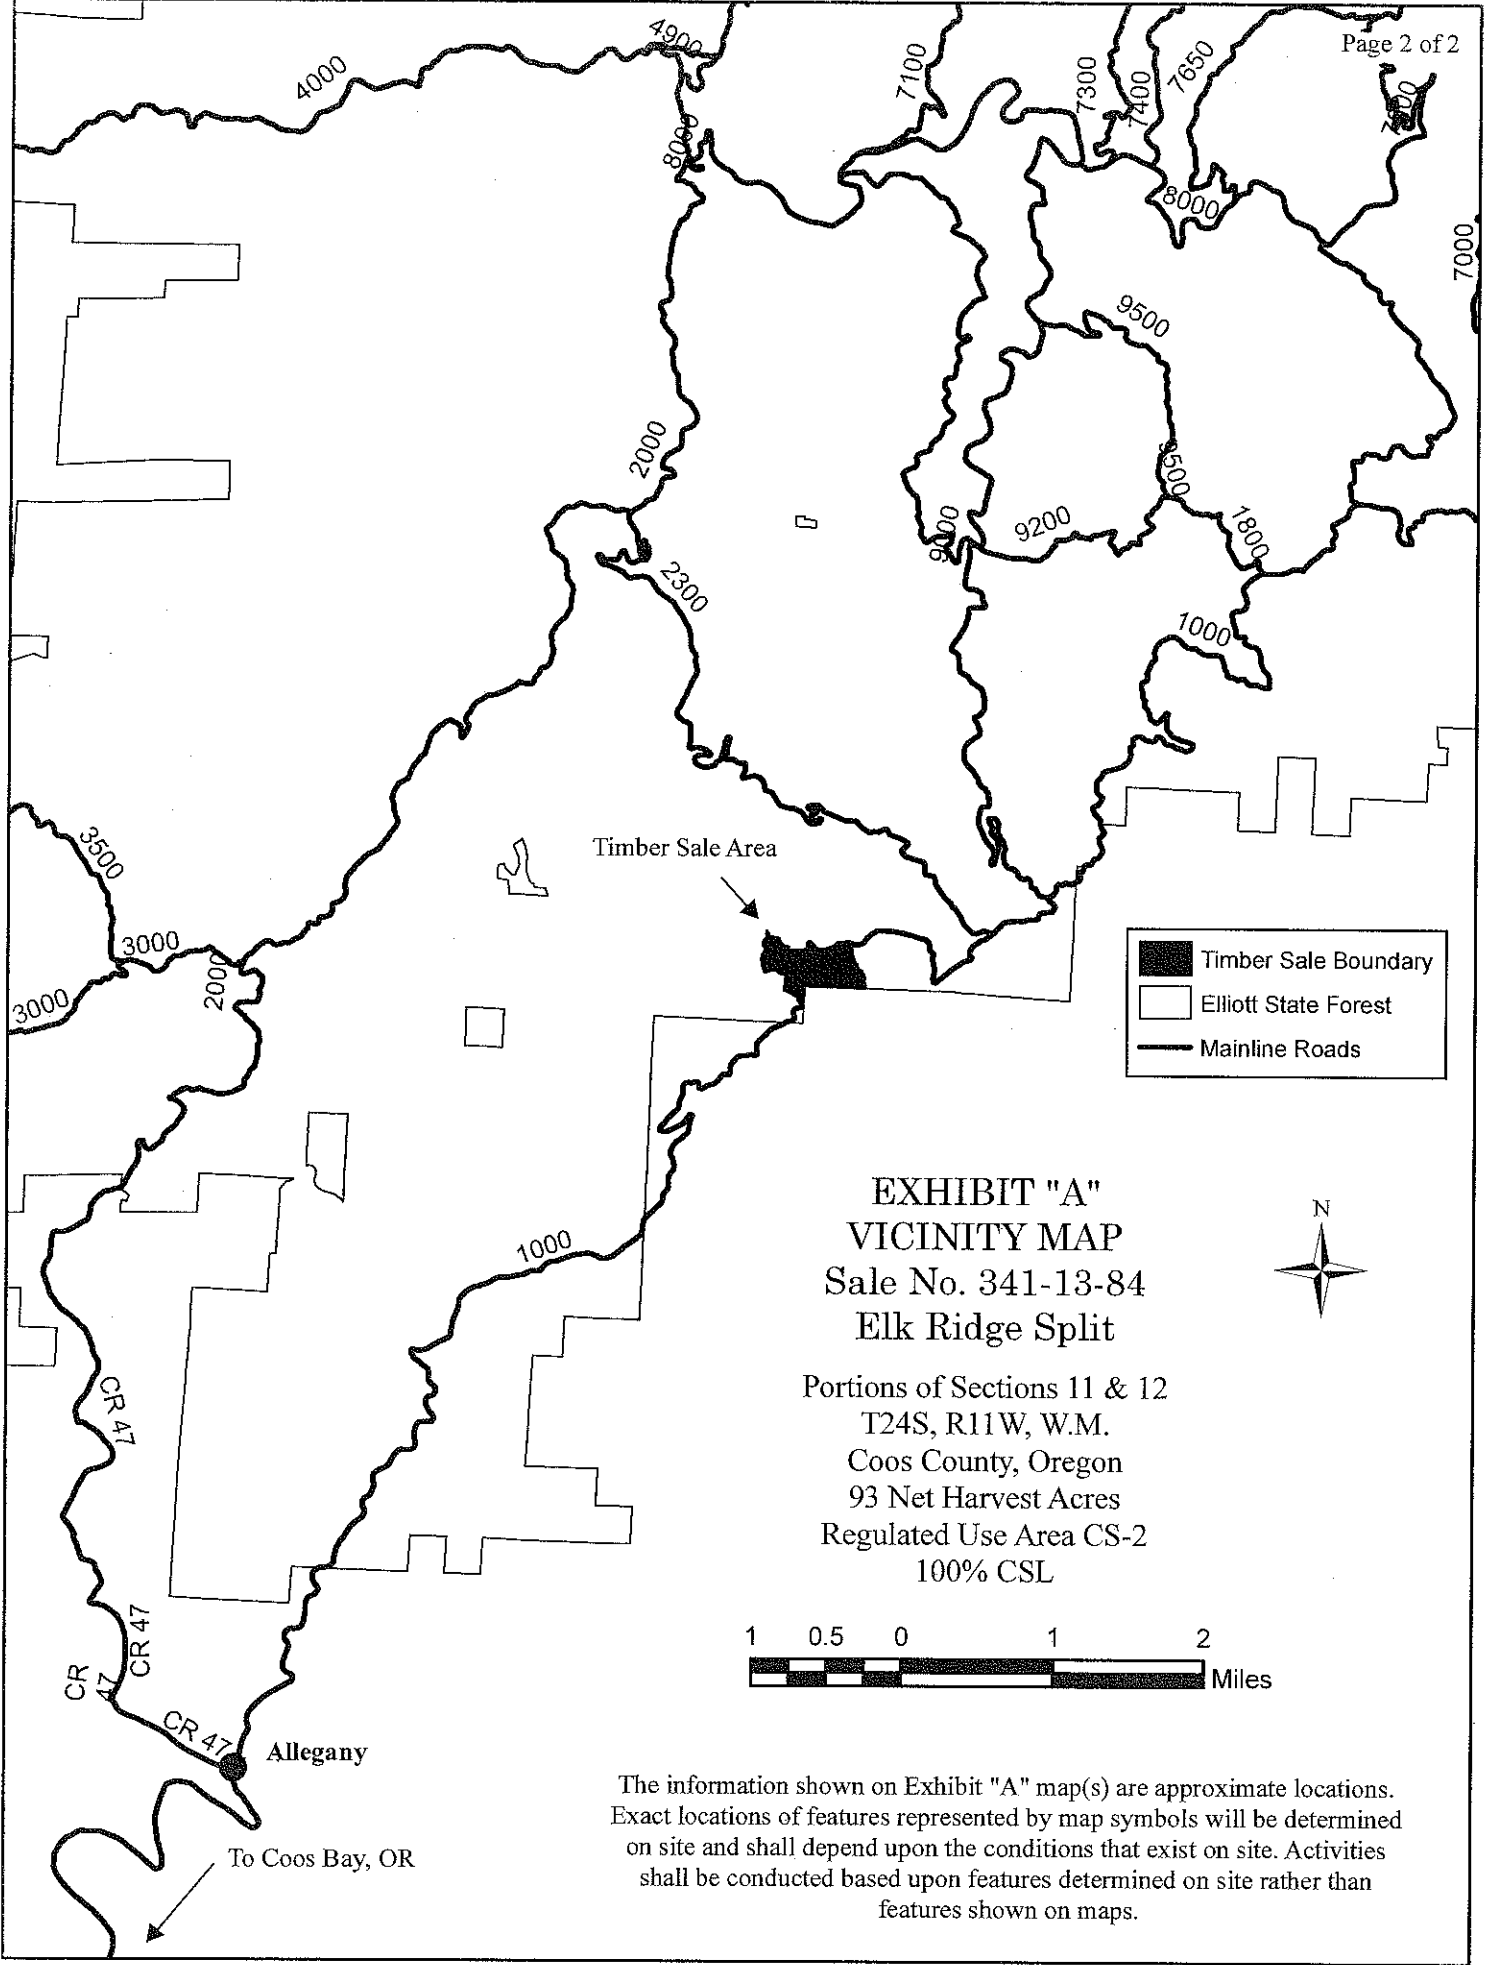 Page 2 of 2
4900
4000
7100
7300
7400
7650
8000
8000
7000
9500
2000
9500
1800
9000
9200
2300
1000
3500
Timber Sale Area
3000
2000
3000
Timber Sale Boundary
Elliott State Forest
Mainline Roads
EXHIBIT "A"
VICINITY MAP
Sale No. 341-13-84
Elk Ridge Split
N
1000
Portions of Sections 11 & 12
T24S, R11W, W.M.
Coos County, Oregon
93 Net Harvest Acres
Regulated Use Area CS-2
100% CSL
CR 47
CR 47
CR 47
1 0.5 0 1 2
Miles
CR 47
Allegany
To Coos Bay, OR
The information shown on Exhibit "A" map(s) are approximate locations.
Exact locations of features represented by map symbols will be determined
on site and shall depend upon the conditions that exist on site. Activities
shall be conducted based upon features determined on site rather than
features shown on maps.